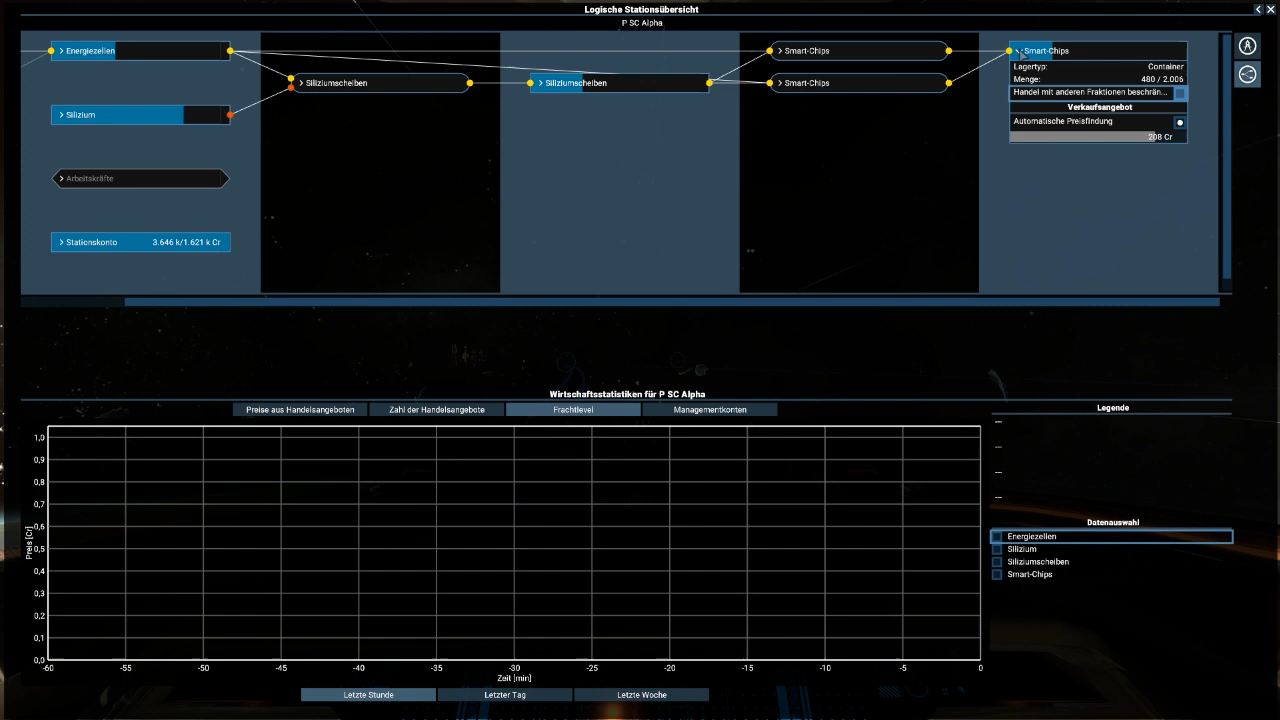 Logische Stationsübersicht
P SC Alpha
Energiezellen
Silizium
Arbeitskräfte
Stationskonto 3.646 k/1.621 k Cr
Siliziumscheiben
Siliziumscheiben
Smart-Chips
Smart-Chips
Smart-Chips
Lagertyp: Container
Menge: 480 / 2.006
Handel mit anderen Fraktionen beschrän...
Verkaufsangebot
Automatische Preisfindung
208 Cr
Wirtschaftsstatistiken für P SC Alpha
Preise aus Handelsangeboten
Zahl der Handelsangebote
Frachtlevel
Managementkonten
Preis [Cr]
1,0
0,9
0,8
0,7
0,6
0,5
0,4
0,3
0,2
0,1
0,0
-60 -55 -50 -45 -40 -35 -30 -25 -20 -15 -10 -5 0
Zeit [min]
Letzte Stunde
Letzter Tag
Letzte Woche
Legende
---
---
---
---
Datenauswahl
Energiezellen
Silizium
Siliziumscheiben
Smart-Chips